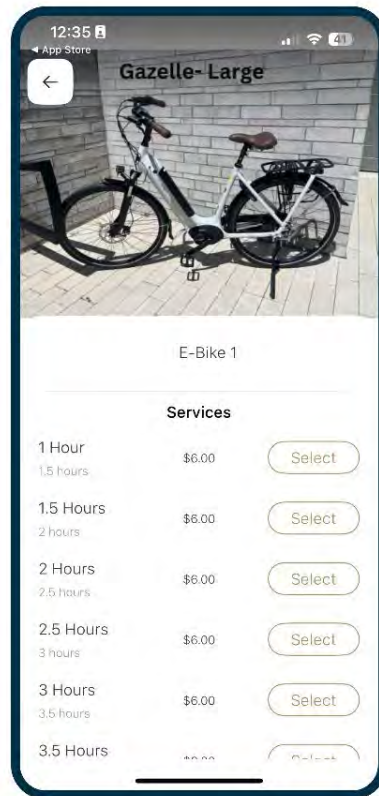 12:35
41
◀ App Store
Gazelle- Large
E-Bike 1
Services
1 Hour
1.5 hours
$6.00
Select
1.5 Hours
2 hours
$6.00
Select
2 Hours
2.5 hours
$6.00
Select
2.5 Hours
3 hours
$6.00
Select
3 Hours
3.5 hours
$6.00
Select
3.5 Hours